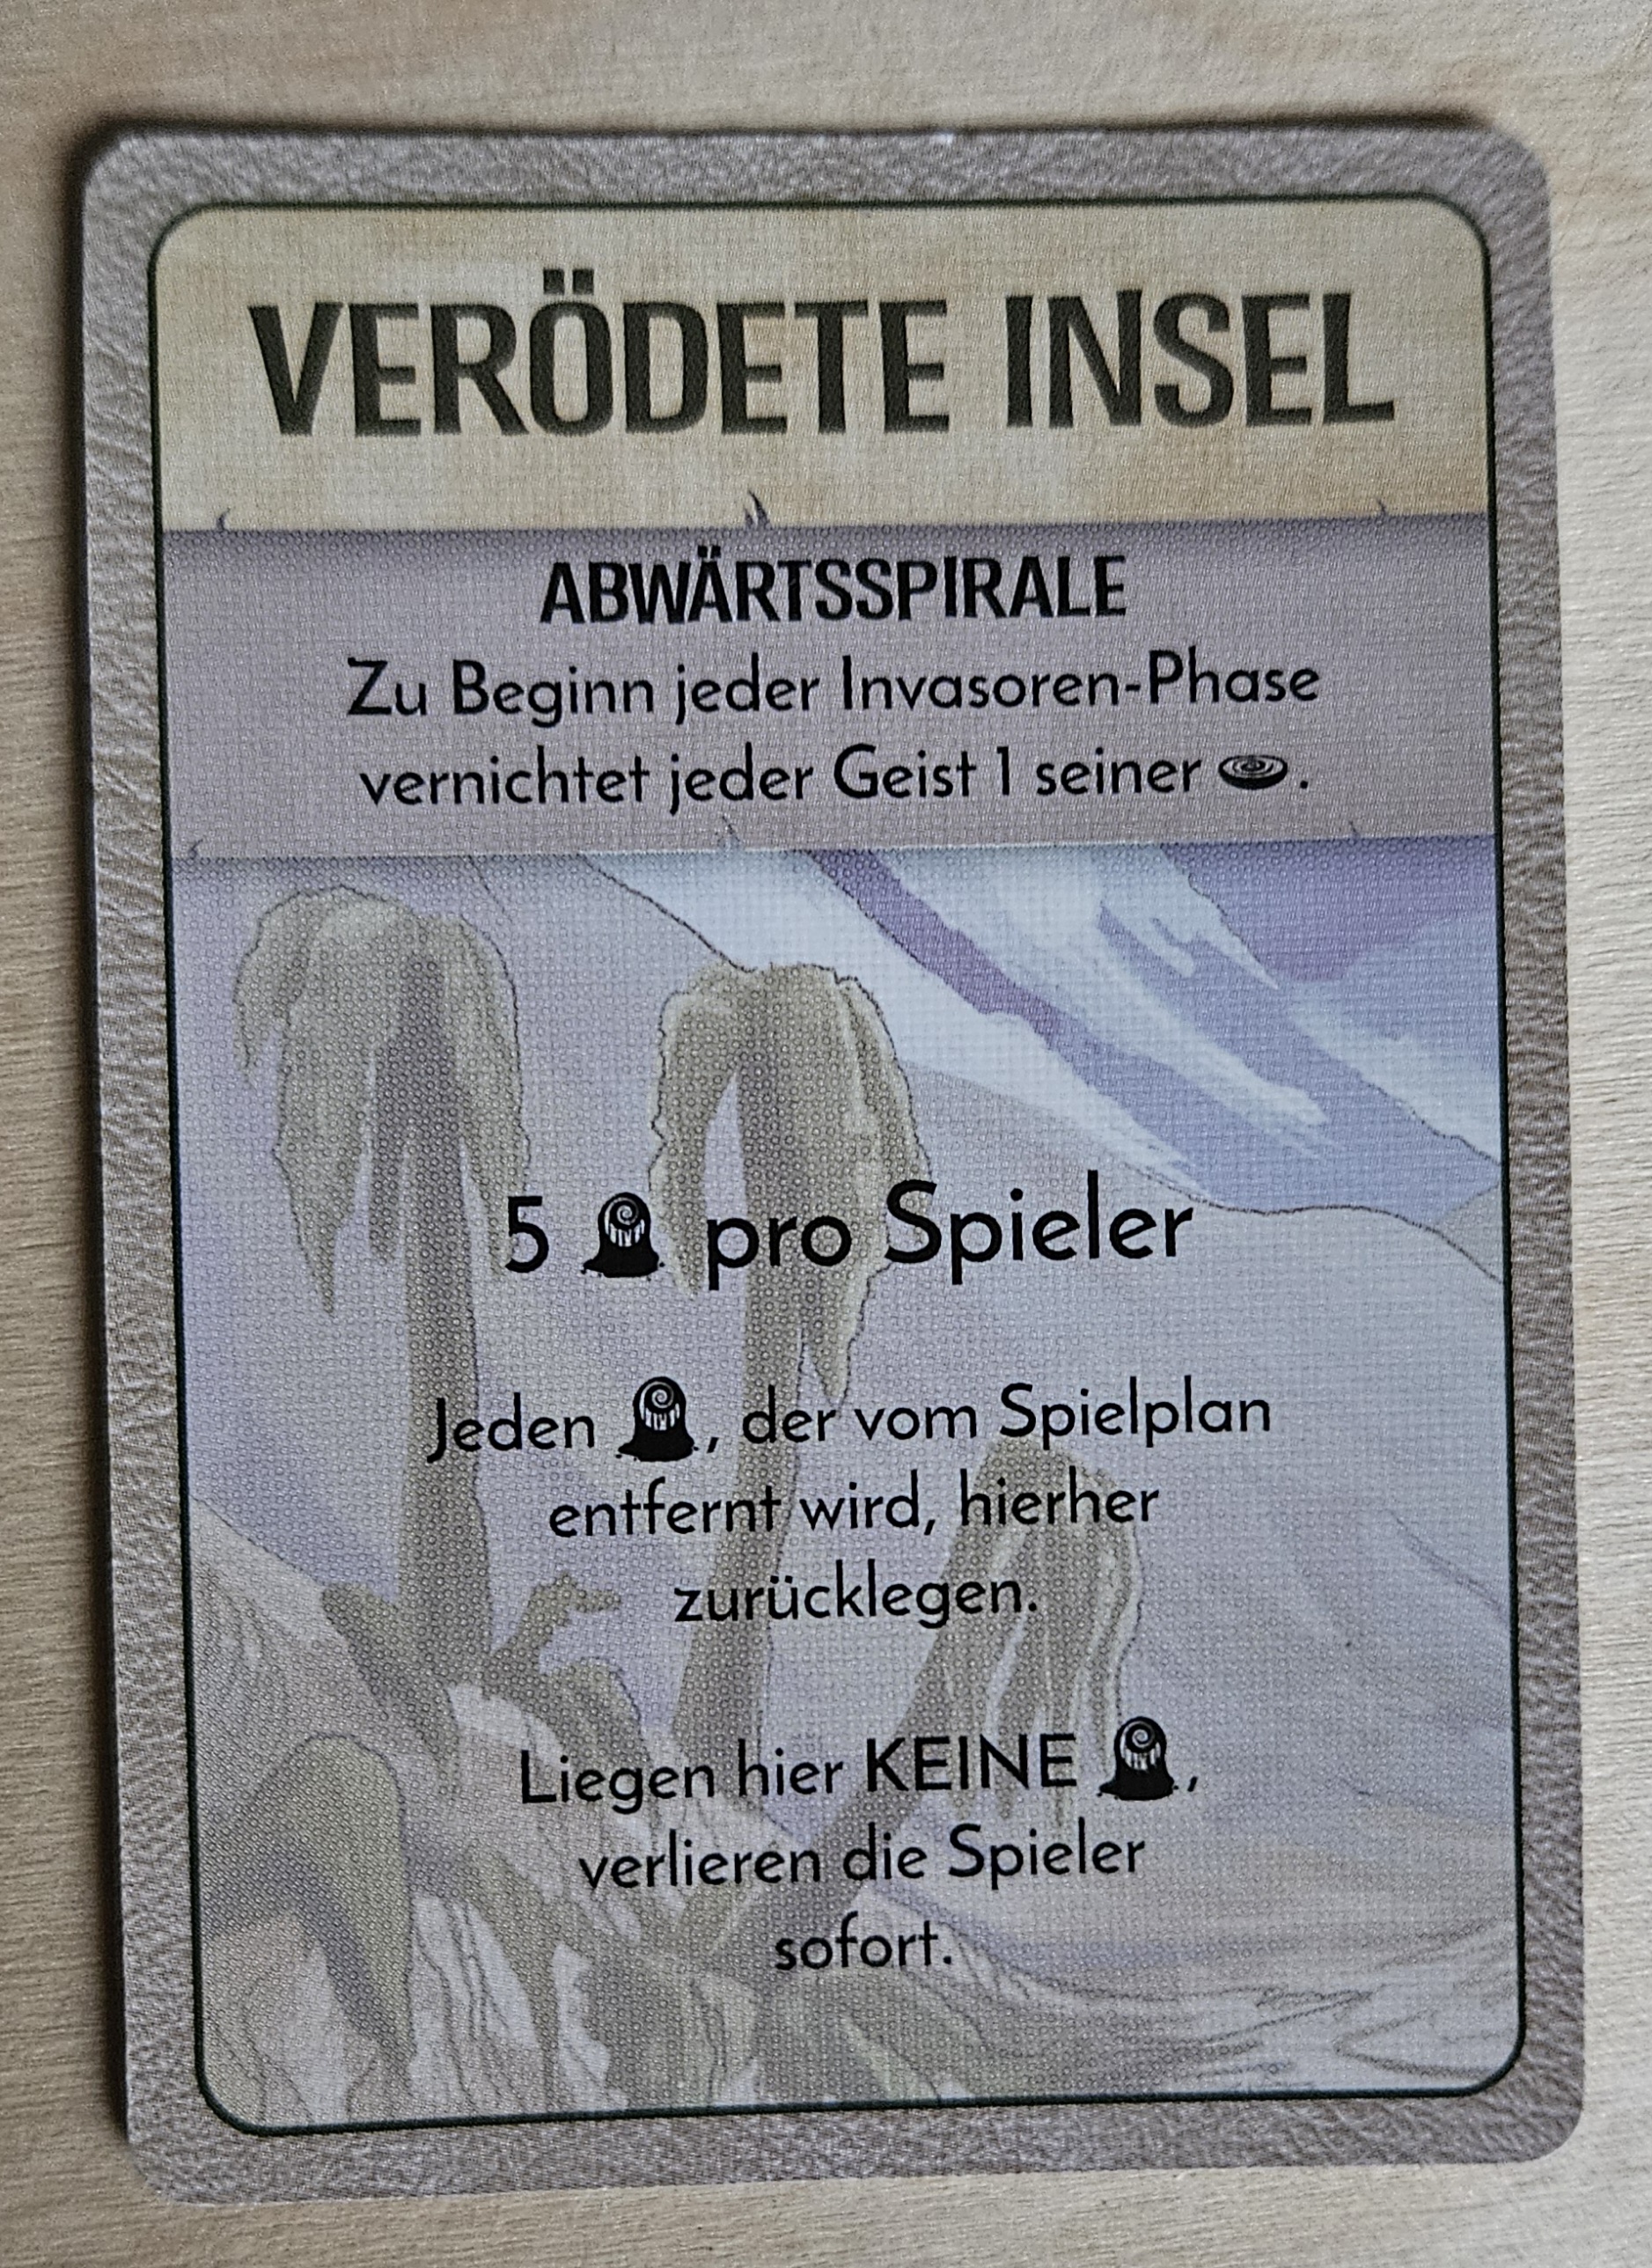 VERÖDETE INSEL
ABWÄRTSSPIRALE
Zu Beginn jeder Invasoren-Phase
vernichtet jeder Geist 1 seiner .
5 pro Spieler
Jeden , der vom Spielplan
entfernt wird, hierher
zurücklegen.
Liegen hier KEINE ,
verlieren die Spieler
sofort.